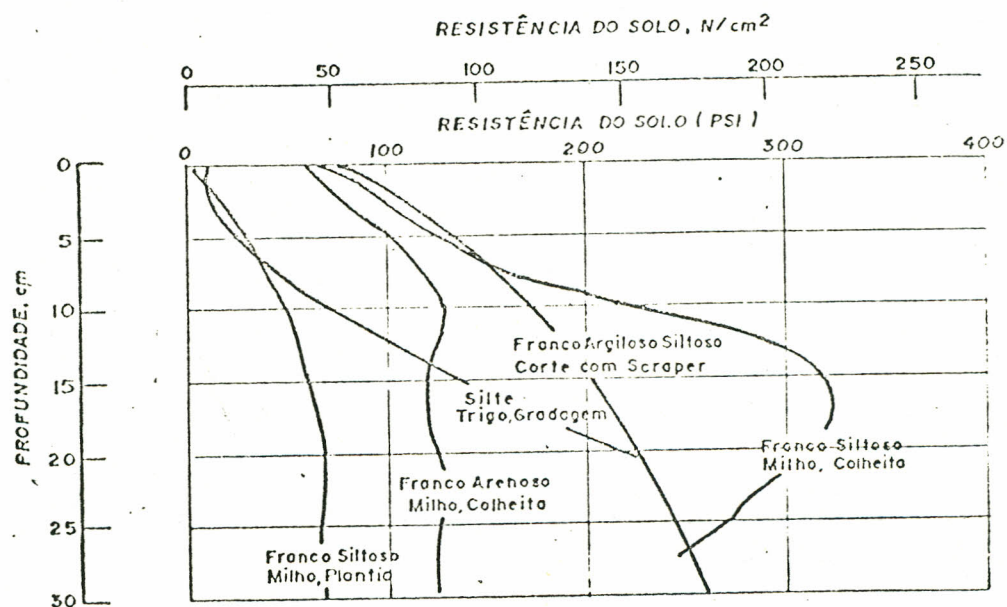 RESISTÊNCIA DO SOLO, N/cm²
0 50 100 150 200 250
RESISTÊNCIA DO SOLO (PSI)
0 100 200 300 400
PROFUNDIDADE, cm
0
5
10
15
20
25
30
Franco Argiloso Siltoso
Corte com Scraper
Silte
Trigo, Gradagem
Franco Siltoso
Milho, Colheita
Franco Arenoso
Milho, Colheita
Franco Siltoso
Milho, Plantio